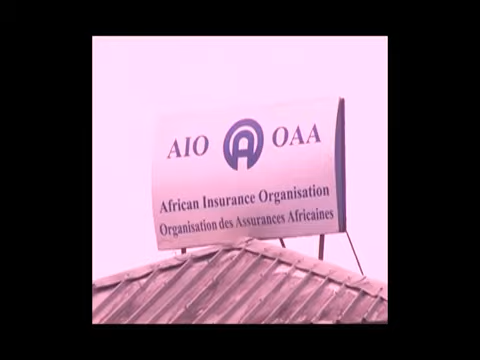 AIO A OAA
African Insurance Organisation
Organisation des Assurances Africaines